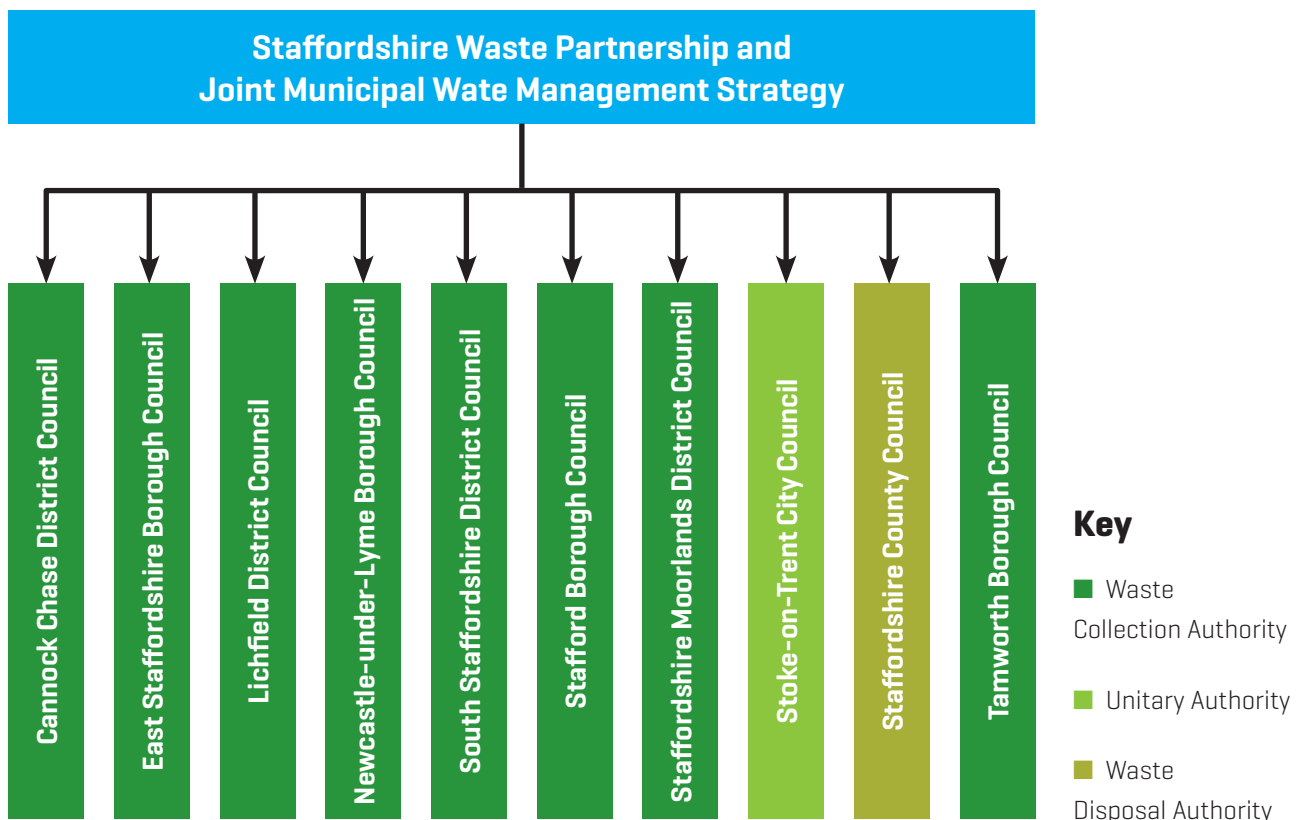 Staffordshire Waste Partnership and
Joint Municipal Wate Management Strategy
Cannock Chase District Council
East Staffordshire Borough Council
Lichfield District Council
Newcastle-under-Lyme Borough Council
South Staffordshire District Council
Stafford Borough Council
Staffordshire Moorlands District Council
Stoke-on-Trent City Council
Staffordshire County Council
Tamworth Borough Council
Key
Waste
Collection Authority
Unitary Authority
Waste
Disposal Authority